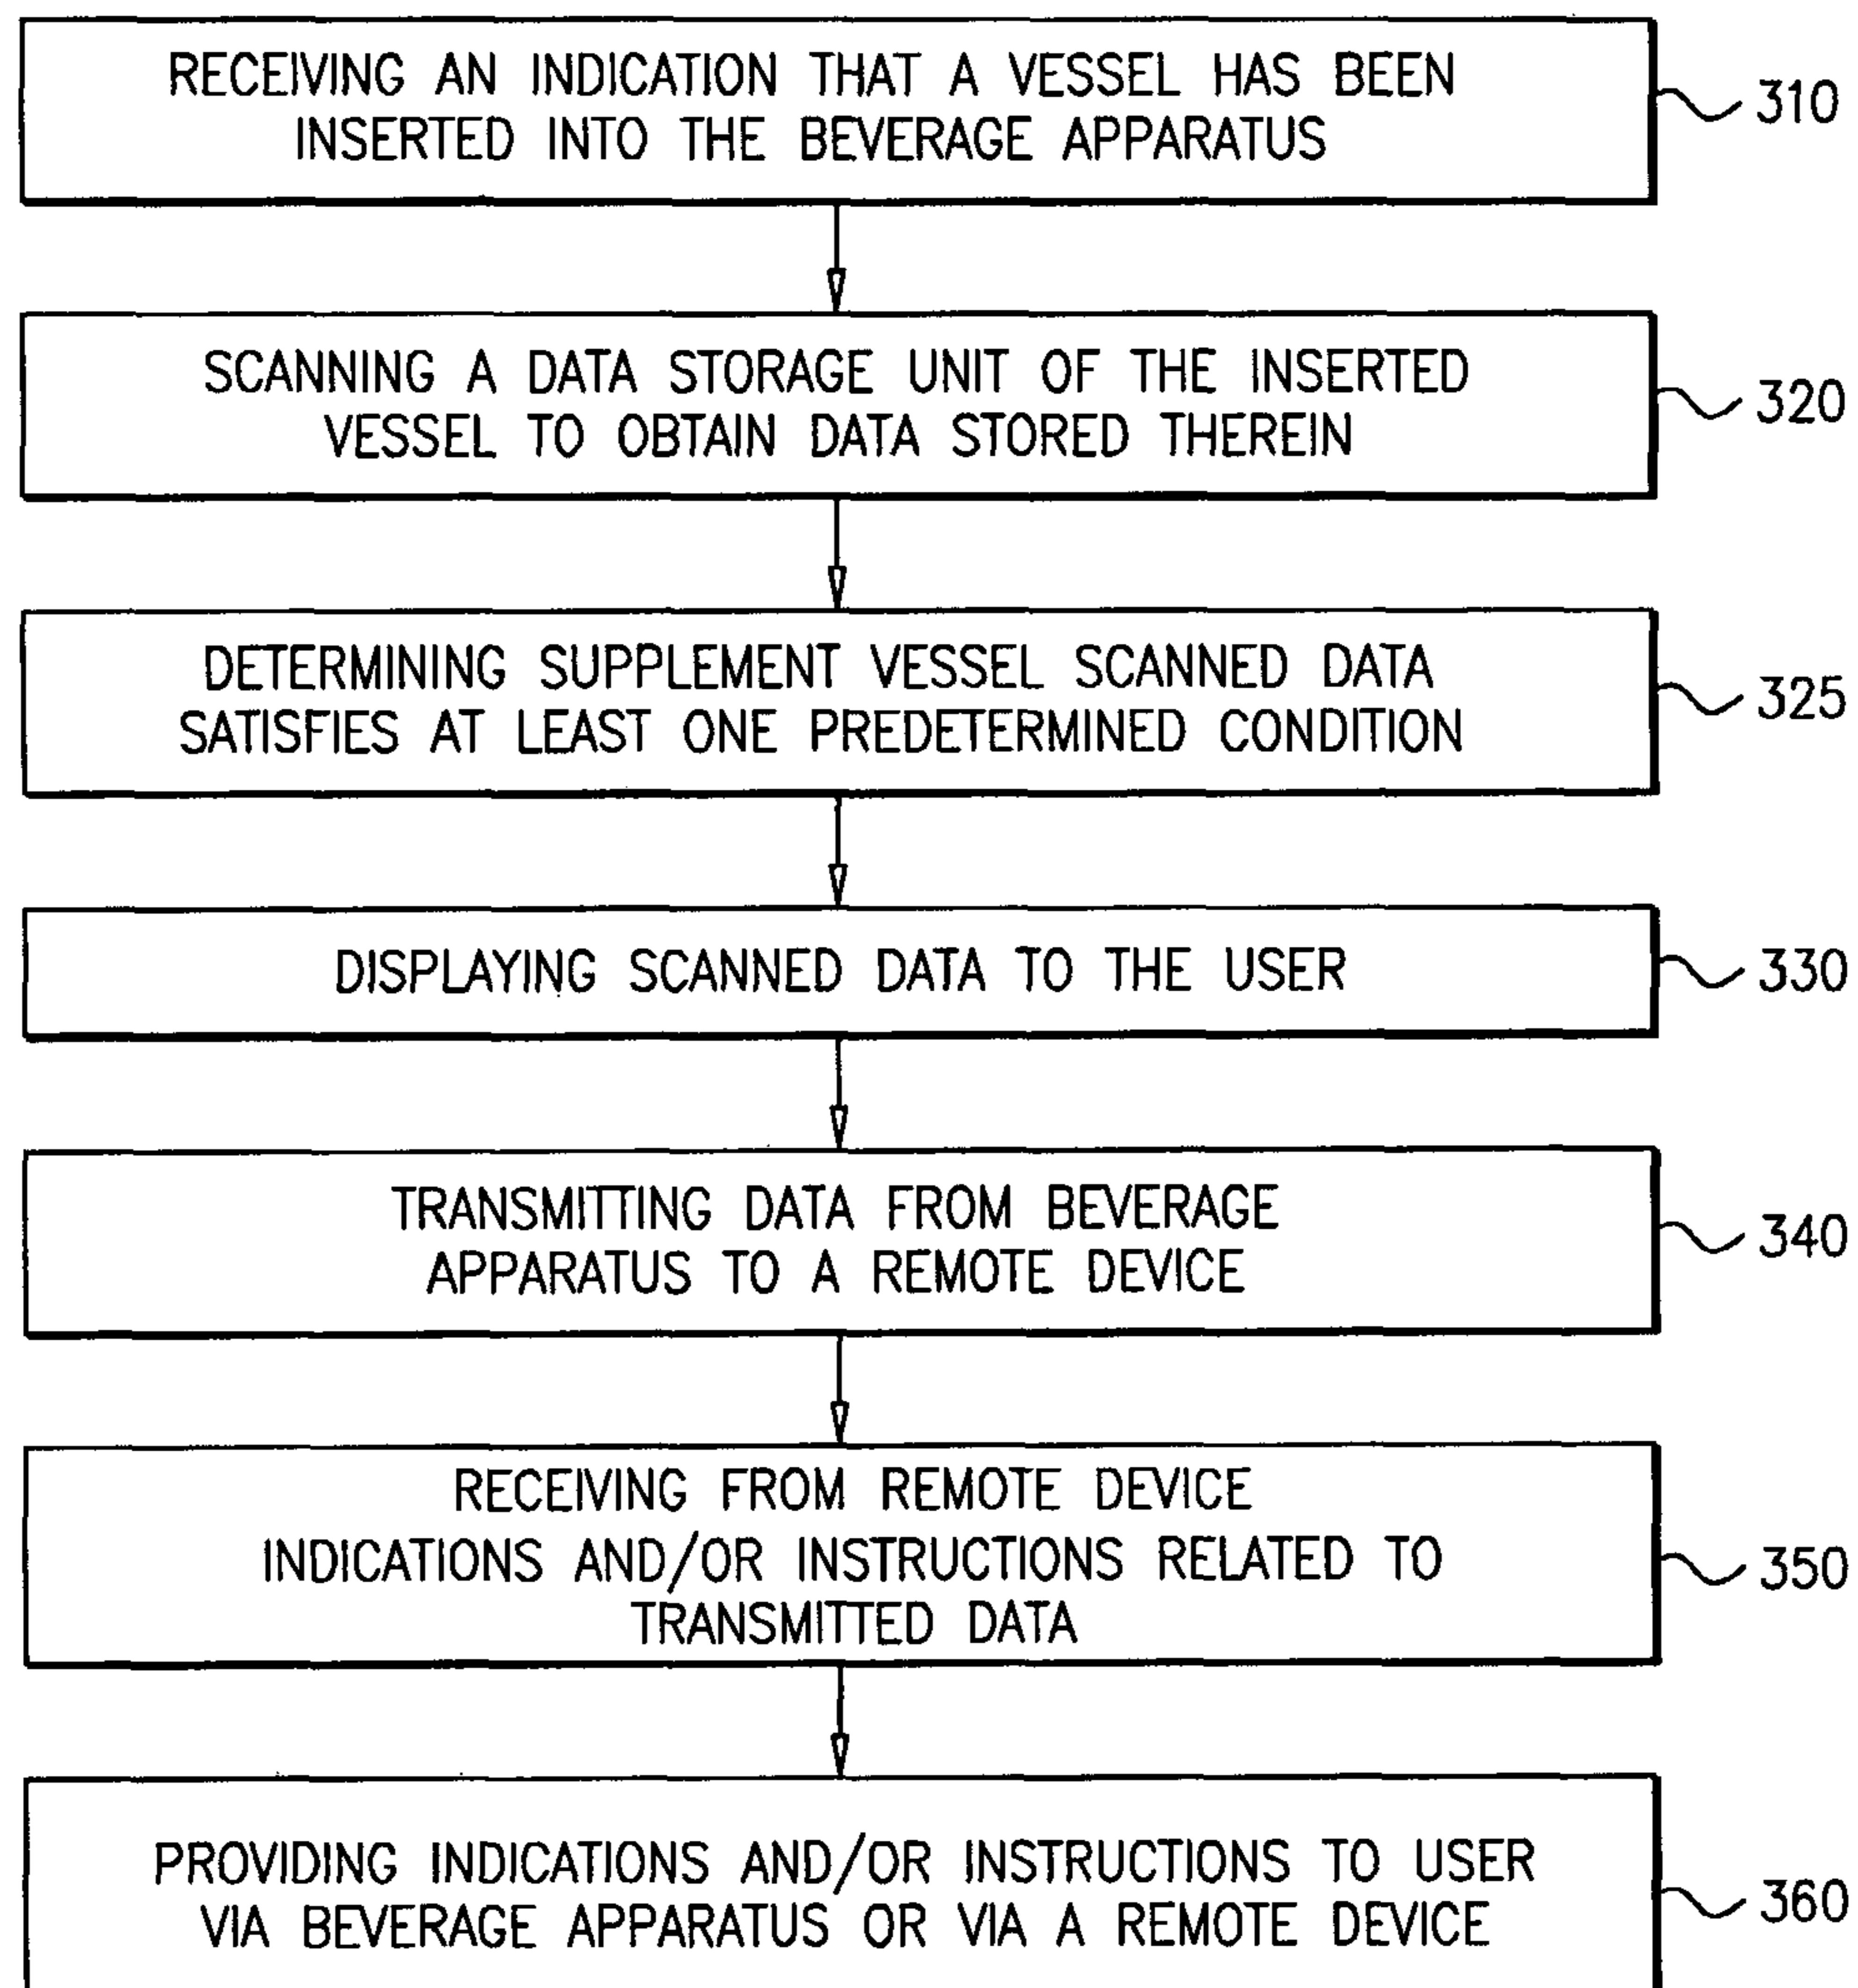 RECEIVING AN INDICATION THAT A VESSEL HAS BEEN
INSERTED INTO THE BEVERAGE APPARATUS
310
SCANNING A DATA STORAGE UNIT OF THE INSERTED
VESSEL TO OBTAIN DATA STORED THEREIN
320
DETERMINING SUPPLEMENT VESSEL SCANNED DATA
SATISFIES AT LEAST ONE PREDETERMINED CONDITION
325
DISPLAYING SCANNED DATA TO THE USER
330
TRANSMITTING DATA FROM BEVERAGE
APPARATUS TO A REMOTE DEVICE
340
RECEIVING FROM REMOTE DEVICE
INDICATIONS AND/OR INSTRUCTIONS RELATED TO
TRANSMITTED DATA
350
PROVIDING INDICATIONS AND/OR INSTRUCTIONS TO USER
VIA BEVERAGE APPARATUS OR VIA A REMOTE DEVICE
360